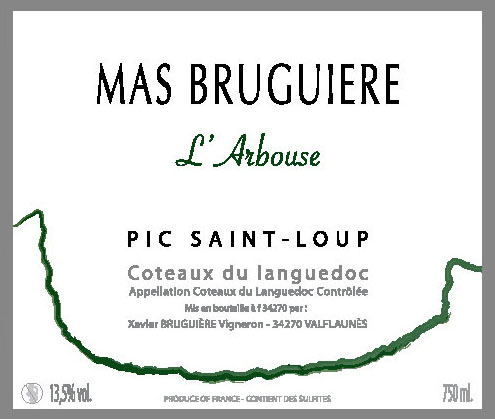 MAS BRUGUIERE
L'Arbouse
PIC SAINT-LOUP
Coteaux du languedoc
Appellation Coteaux du Languedoc Contrôlée
Mis en bouteille à f 34270 par :
Xavier BRUGUIÈRE Vigneron - 34270 VALFLAUNÈS
13,5% vol.
PRODUCE OF FRANCE - CONTIENT DES SULFITES
750 ml.